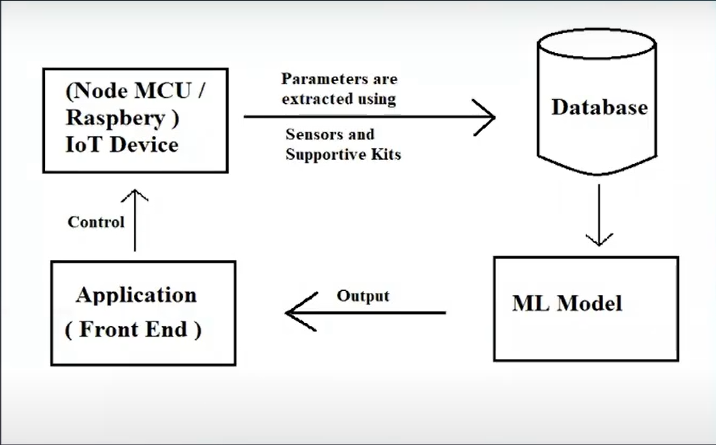 (Node MCU /
Raspbery )
IoT Device
Parameters are
extracted using
Sensors and
Supportive Kits
Database
Control
Application
( Front End )
Output
ML Model